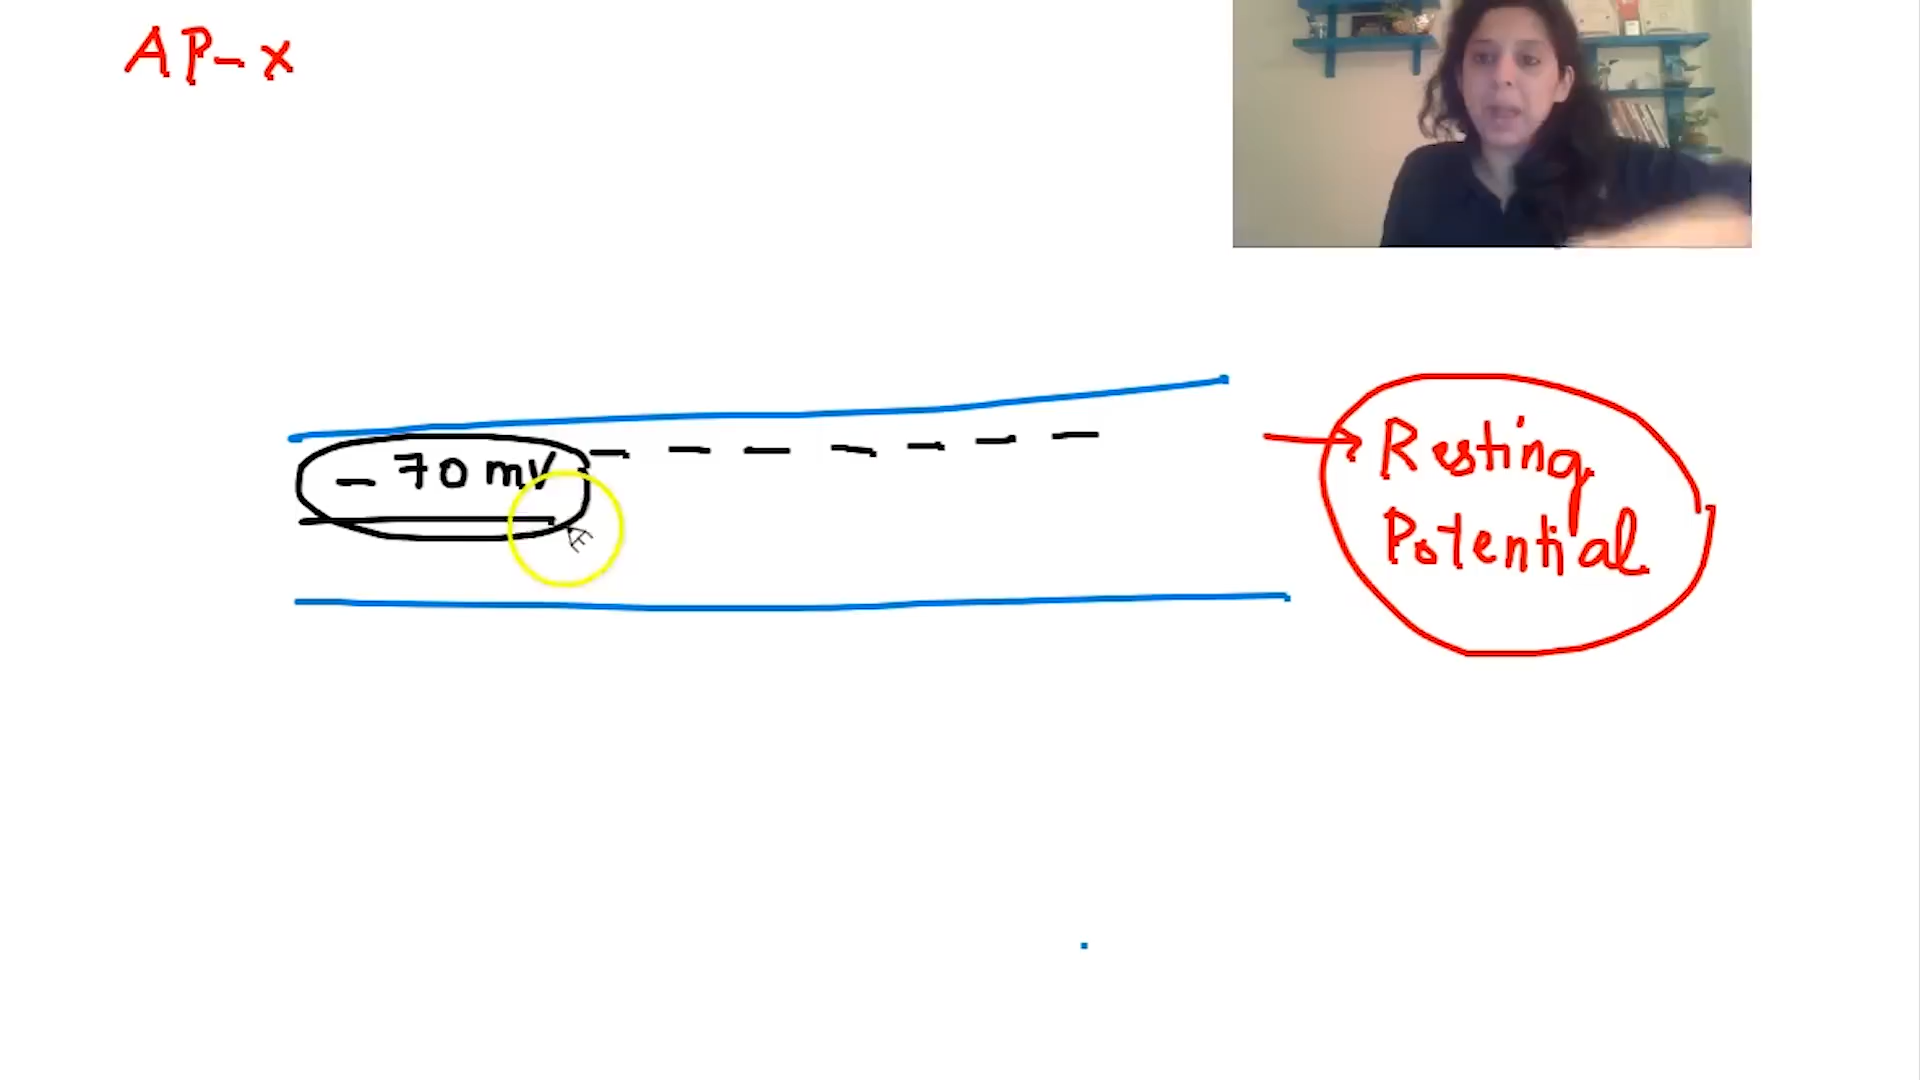 AP- x
- 70 mV
Resting
Potential